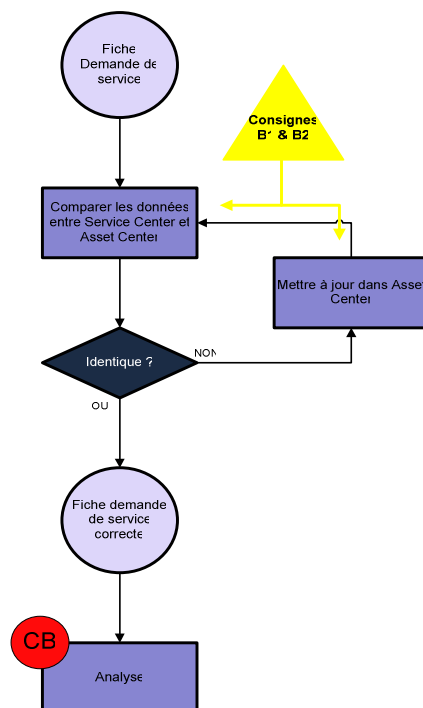 Fiche
Demande de
service
Consignes
B1 & B2
Comparer les données
entre Service Center et
Asset Center
Mettre à jour dans Asset
Center
Identique ?
NON
OU
Fiche demande
de service
correcte
CB
Analyse